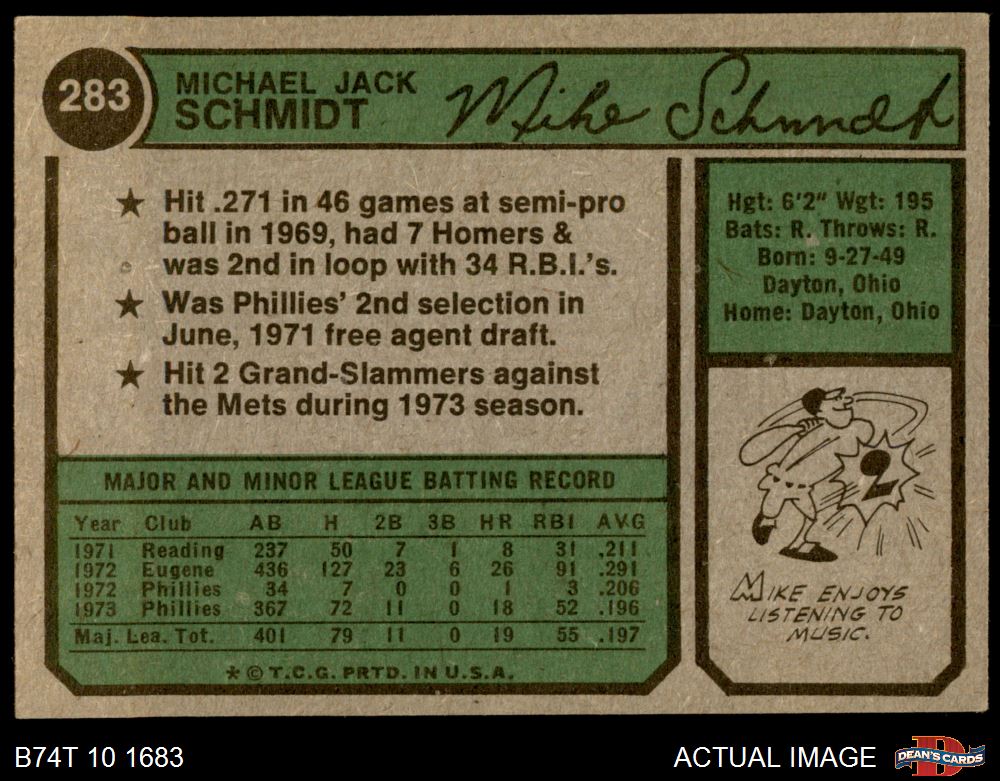 283
MICHAEL JACK
SCHMIDT
Mike Schmidt
★ Hit .271 in 46 games at semi-pro
ball in 1969, had 7 Homers &
was 2nd in loop with 34 R.B.I.'s.
★ Was Phillies' 2nd selection in
June, 1971 free agent draft.
★ Hit 2 Grand-Slammers against
the Mets during 1973 season.
Hgt: 6'2" Wgt: 195
Bats: R. Throws: R.
Born: 9-27-49
Dayton, Ohio
Home: Dayton, Ohio
2
MIKE ENJOYS
LISTENING TO
MUSIC.
MAJOR AND MINOR LEAGUE BATTING RECORD
Year Club AB H 2B 3B HR RBI AVG
1971 Reading 237 50 7 1 8 31 .211
1972 Eugene 436 127 23 6 26 91 .291
1972 Phillies 34 7 0 0 1 3 .206
1973 Phillies 367 72 11 0 18 52 .196
Maj. Lea. Tot. 401 79 11 0 19 55 .197
* © T.C.G. PRTD. IN U.S.A.
B74T 10 1683
ACTUAL IMAGE
D
DEAN'S CARDS